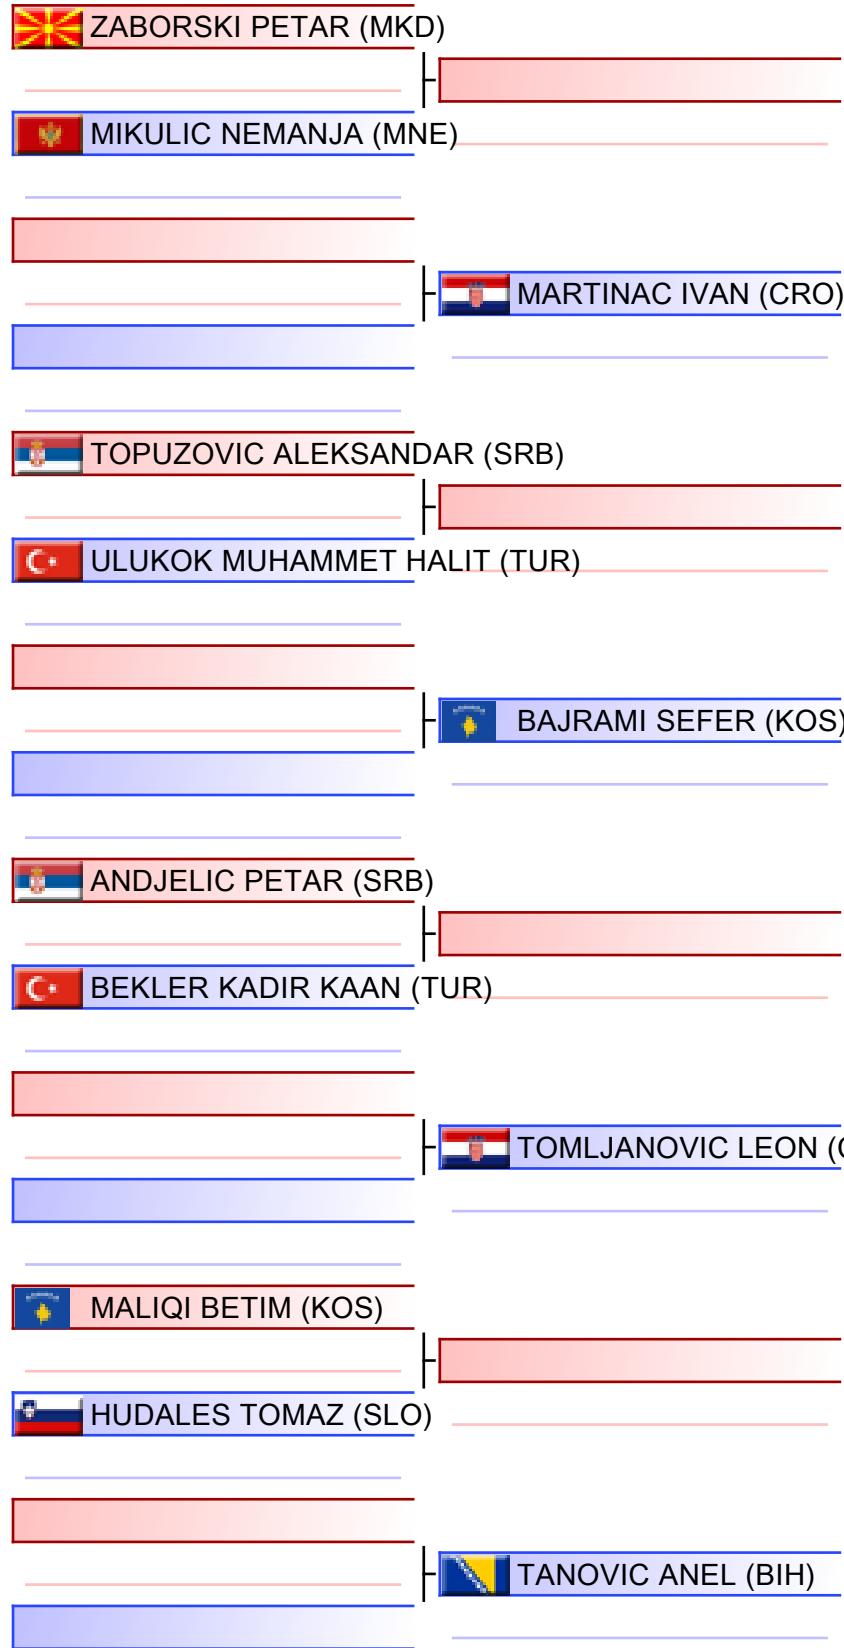 ZABORSKI PETAR (MKD)
MIKULIC NEMANJA (MNE)
MARTINAC IVAN (CRO)
TOPUZOVIC ALEKSANDAR (SRB)
ULUKOK MUHAMMET HALIT (TUR)
BAJRAMI SEFER (KOS)
ANDJELIC PETAR (SRB)
BEKLER KADIR KAAN (TUR)
TOMLJANOVIC LEON (
MALIQI BETIM (KOS)
HUDALES TOMAZ (SLO)
TANOVIC ANEL (BIH)